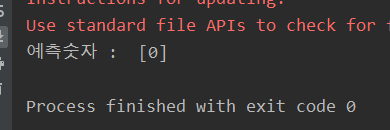 Instructions for updating:
Use standard file APIs to check for
예측숫자 :  [0]
Process finished with exit code 0